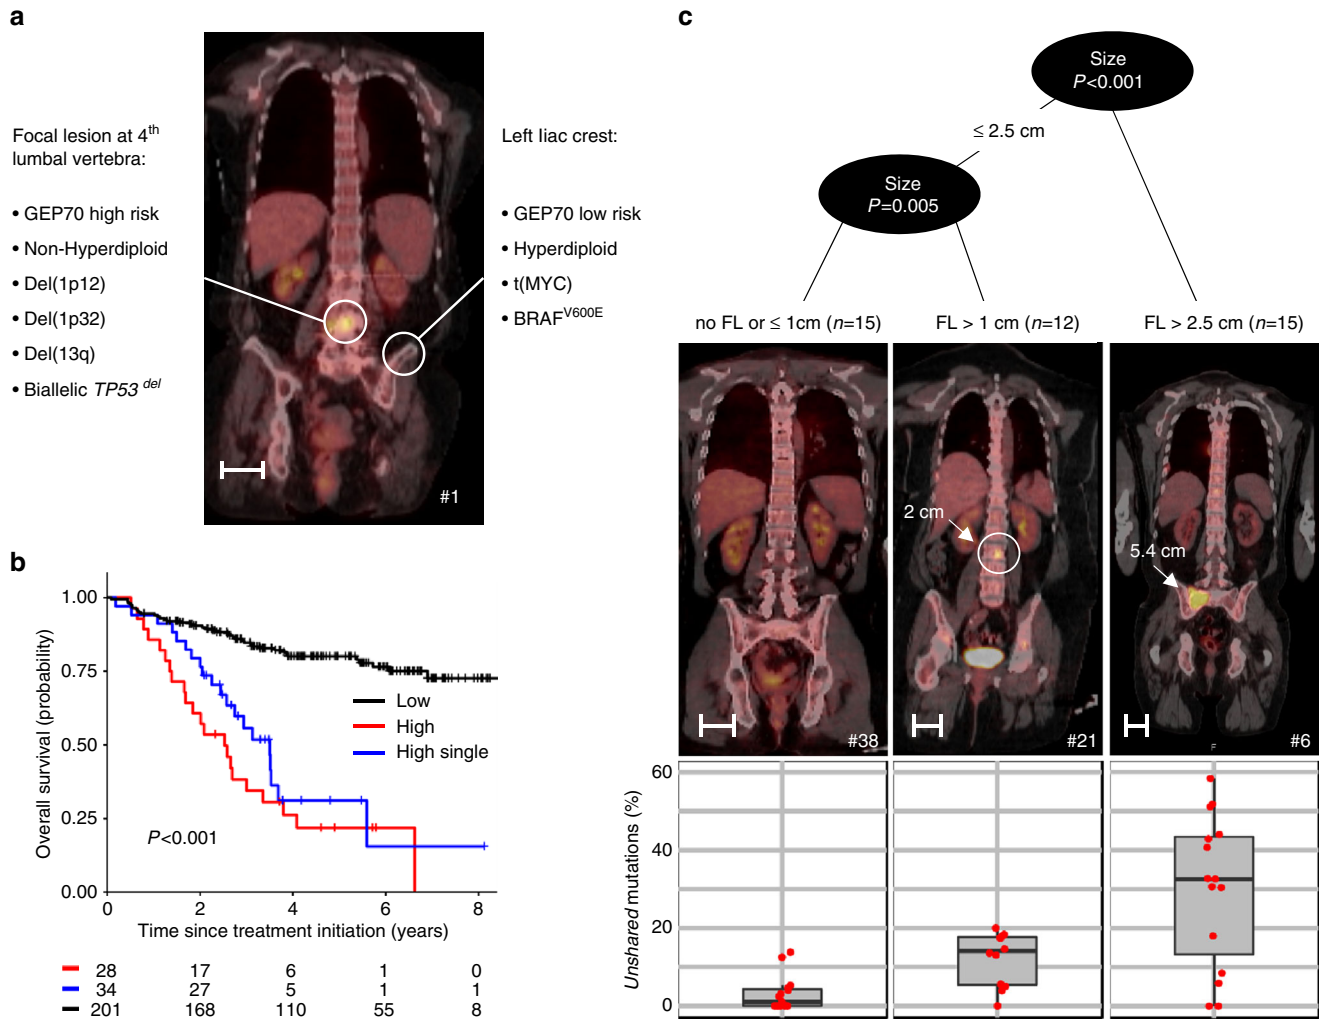 a
Focal lesion at 4th
lumbal vertebra:
• GEP70 high risk
• Non-Hyperdiploid
• Del(1p12)
• Del(1p32)
• Del(13q)
• Biallelic TP53 del
Left Iiac crest:
• GEP70 low risk
• Hyperdiploid
• t(MYC)
• BRAFV600E
#1
b
Overall survival (probability)
1.00
0.75
0.50
0.25
0.00
Low
High
High single
P<0.001
0 2 4 6 8
Time since treatment initiation (years)
28 17 6 1 0
34 27 5 1 1
201 168 110 55 8
c
Size
P<0.001
≤ 2.5 cm
Size
P=0.005
no FL or ≤ 1cm (n=15)
FL > 1 cm (n=12)
FL > 2.5 cm (n=15)
2 cm
5.4 cm
#38
#21
#6
F
Unshared mutations (%)
60
40
20
0